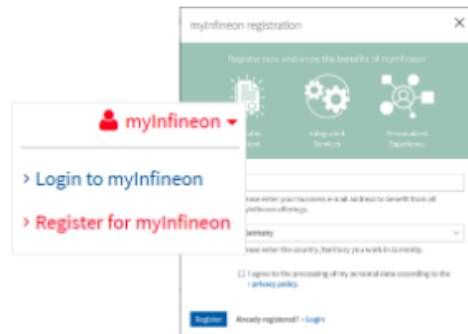 myInfineon registration
Register now and enjoy the benefits of myInfineon
Integrated
Services
Personalized
Experience
myInfineon
› Login to myInfineon
› Register for myInfineon
enter your business e-mail address to benefit from all
myInfineon offerings.
Germany
enter the country/territory you work in currently.
I agree to the processing of my personal data according to the
› privacy policy.
Register Already registered? › Login